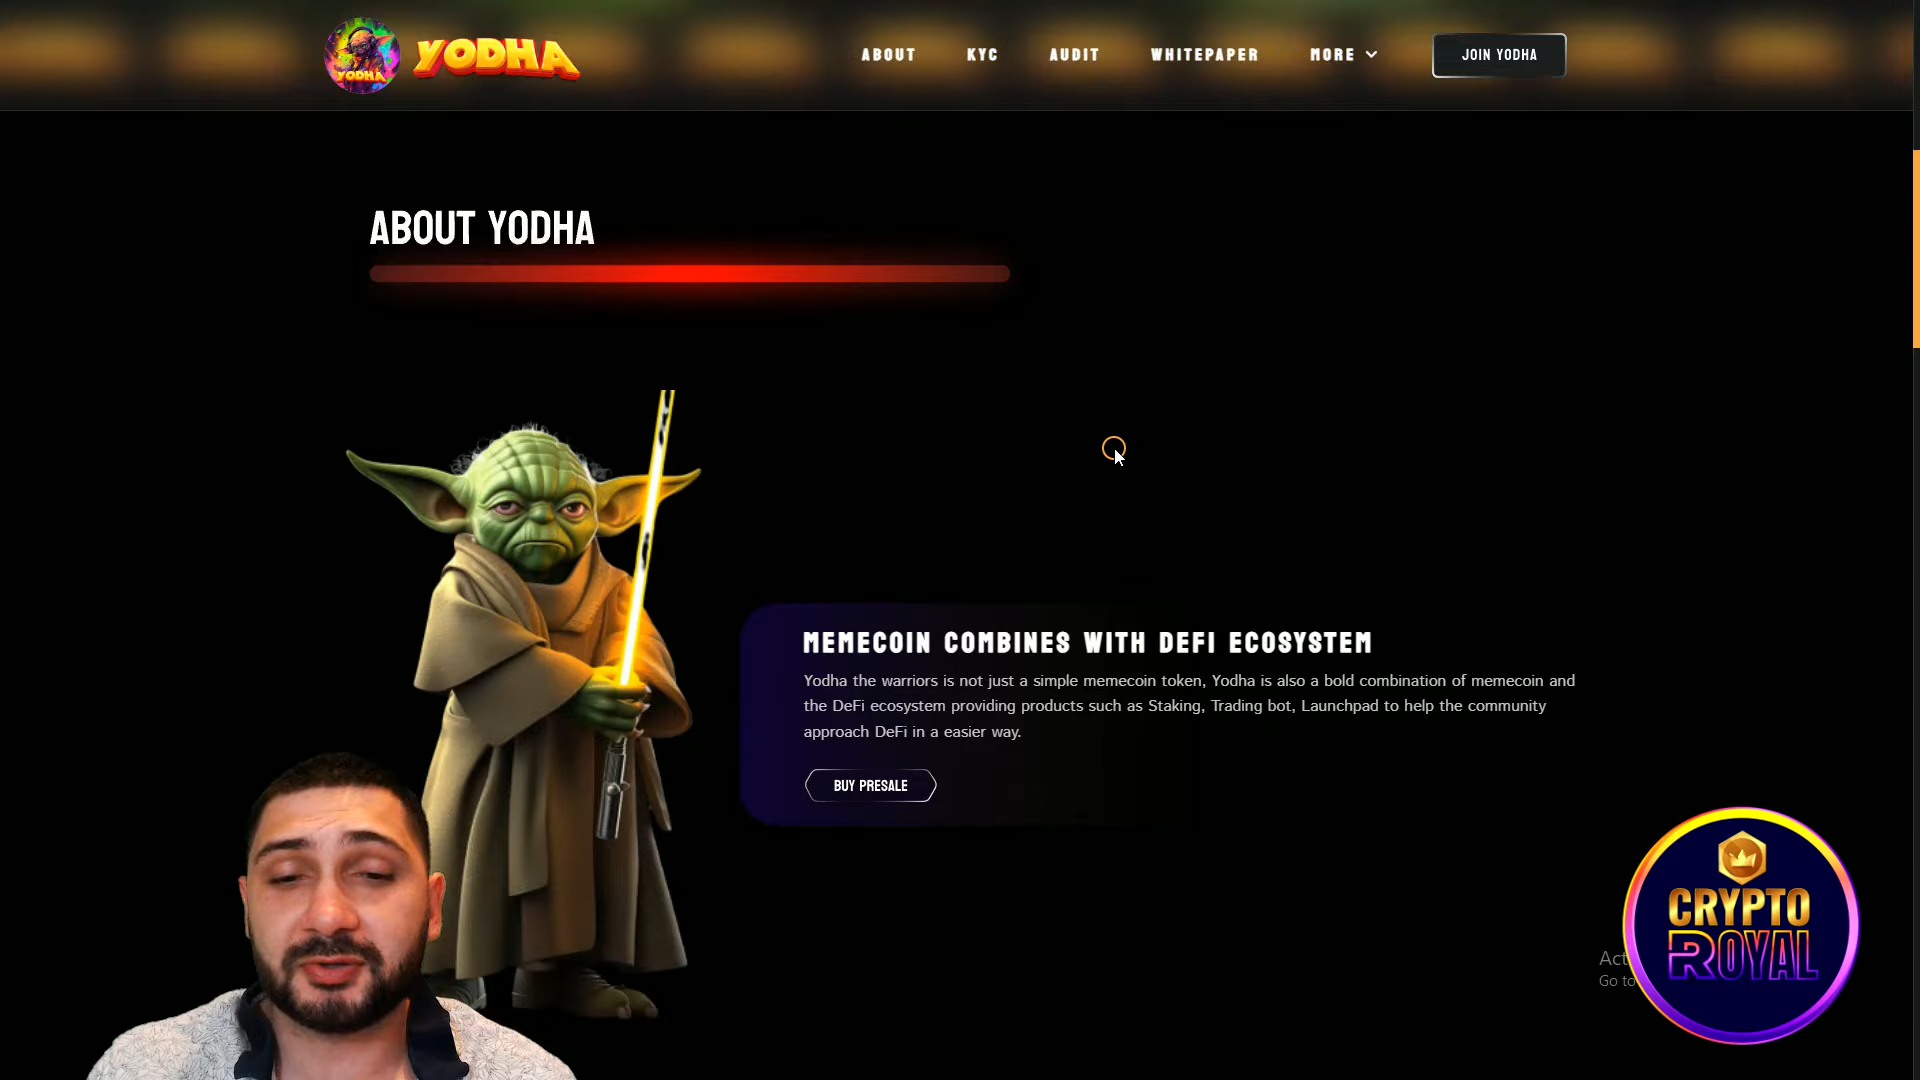 YODHA
YODHA
ABOUT
KYC
AUDIT
WHITEPAPER
MORE
JOIN YODHA
ABOUT YODHA
MEMECOIN COMBINES WITH DEFI ECOSYSTEM
Yodha the warriors is not just a simple memecoin token, Yodha is also a bold combination of memecoin and
the DeFi ecosystem providing products such as Staking, Trading bot, Launchpad to help the community
approach DeFi in a easier way.
BUY PRESALE
CRYPTO
ROYAL
Act
Go to